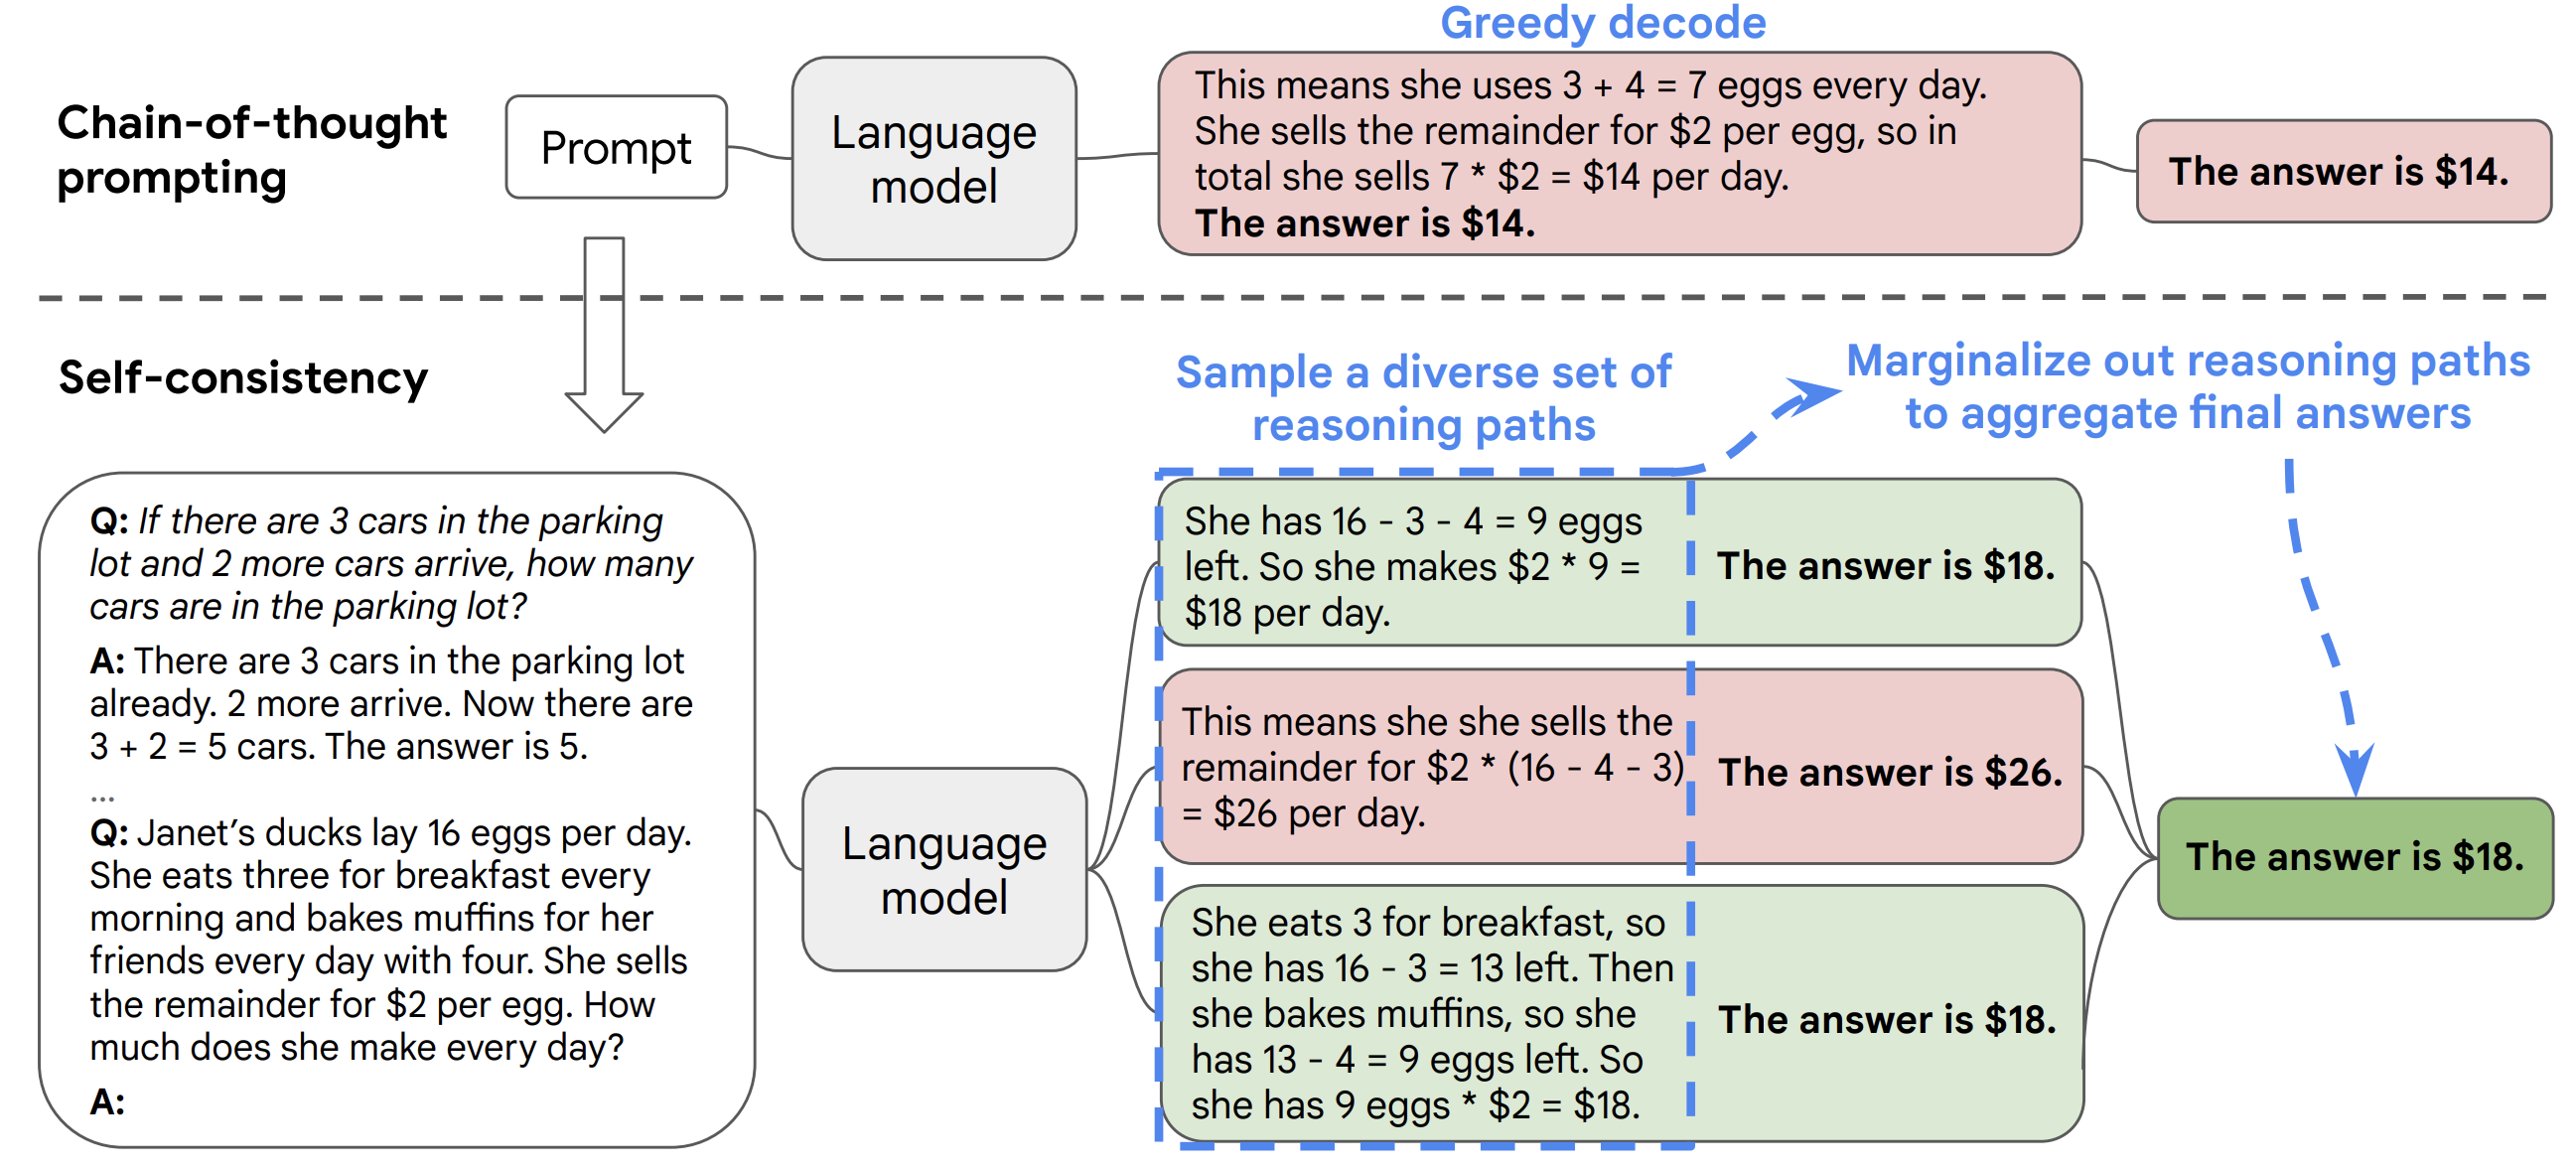 Greedy decode
Chain-of-thought
prompting
Prompt
Language
model
This means she uses 3 + 4 = 7 eggs every day.
She sells the remainder for $2 per egg, so in
total she sells 7 * $2 = $14 per day.
The answer is $14.
The answer is $14.
Self-consistency
Sample a diverse set of
reasoning paths
Marginalize out reasoning paths
to aggregate final answers
Q: If there are 3 cars in the parking
lot and 2 more cars arrive, how many
cars are in the parking lot?
A: There are 3 cars in the parking lot
already. 2 more arrive. Now there are
3 + 2 = 5 cars. The answer is 5.
...
Q: Janet’s ducks lay 16 eggs per day.
She eats three for breakfast every
morning and bakes muffins for her
friends every day with four. She sells
the remainder for $2 per egg. How
much does she make every day?
A:
Language
model
She has 16 - 3 - 4 = 9 eggs
left. So she makes $2 * 9 =
$18 per day.
The answer is $18.
This means she she sells the
remainder for $2 * (16 - 4 - 3)
= $26 per day.
The answer is $26.
She eats 3 for breakfast, so
she has 16 - 3 = 13 left. Then
she bakes muffins, so she
has 13 - 4 = 9 eggs left. So
she has 9 eggs * $2 = $18.
The answer is $18.
The answer is $18.